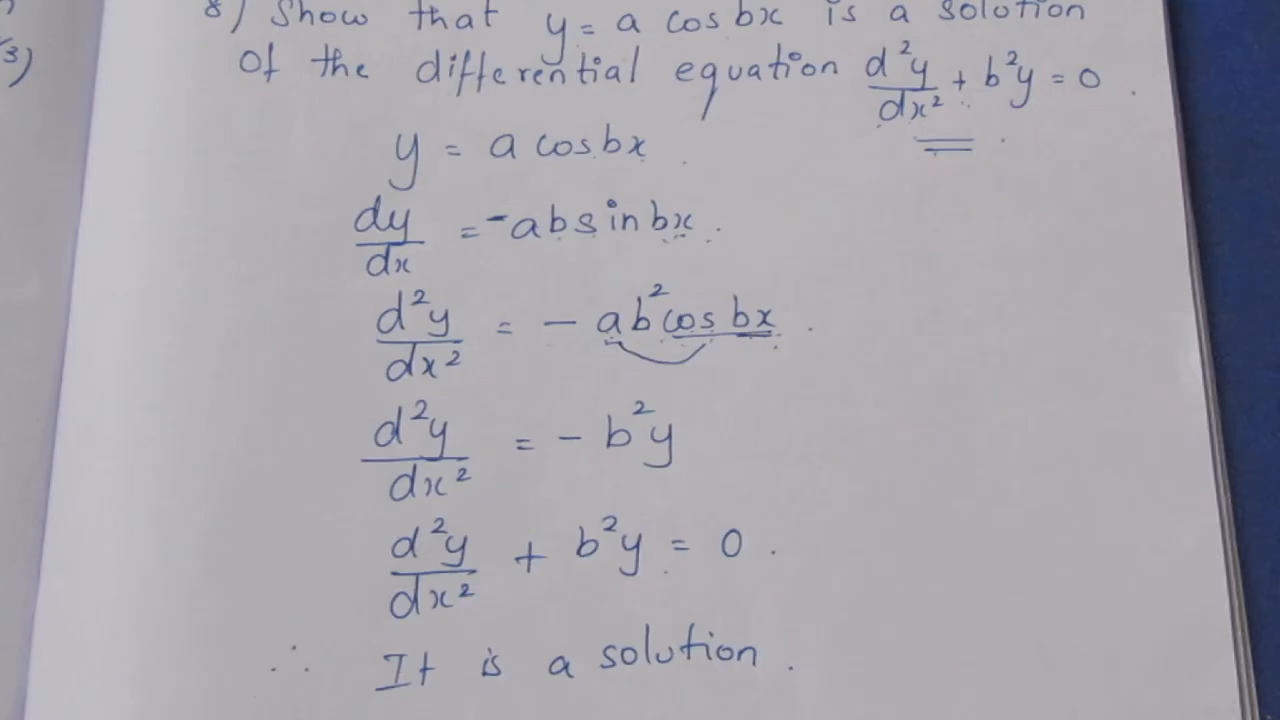 8) Show that y = a cos bx is a solution
3)
Of the differential equation d²y/dx² + b²y = 0
y = a cos bx
dy/dx = -ab sin bx.
d²y/dx² = - ab² cos bx.
d²y/dx² = - b²y
d²y/dx² + b²y = 0.
∴ It is a solution.